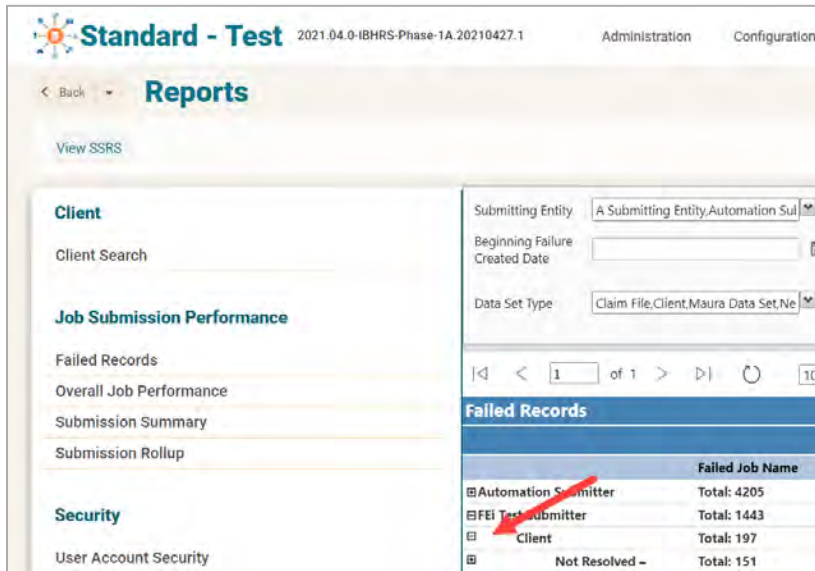 Standard - Test 2021.04.0-IBHRS-Phase-1A.20210427.1 Administration Configuration
Back Reports
View SSRS
Client
Client Search
Job Submission Performance
Failed Records
Overall Job Performance
Submission Summary
Submission Rollup
Security
User Account Security
Submitting Entity A Submitting Entity,Automation Sul
Beginning Failure
Created Date
Data Set Type Claim File,Client,Maura Data Set,Ne
1 of 1 10
Failed Records
Failed Job Name
Automation Submitter Total: 4205
FEi Test Submitter Total: 1443
Client Total: 197
Not Resolved – Total: 151